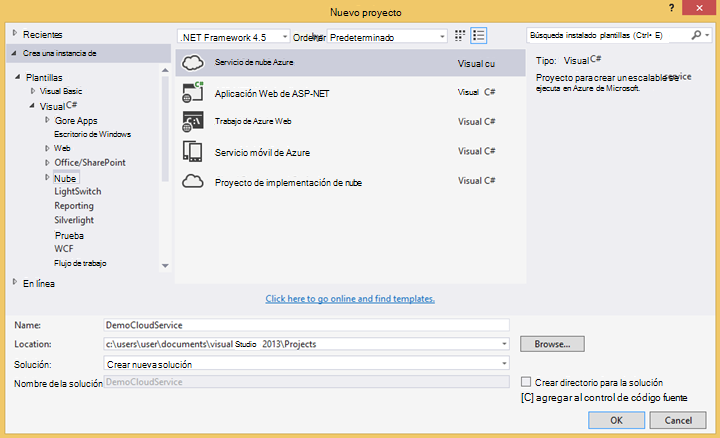 Nuevo proyecto
Recientes
Crea una instancia de
Plantillas
Visual Basic
Visual C#
Gore Apps
Escritorio de Windows
Web
Office/SharePoint
Nube
LightSwitch
Reporting
Silverlight
Prueba
WCF
Flujo de trabajo
En línea
.NET Framework 4.5 Ordenar Predeterminado
Servicio de nube Azure Visual cu
Aplicación Web de ASP-NET Visual C#
Trabajo de Azure Web Visual C#
Servicio móvil de Azure Visual C#
Proyecto de implementación de nube Visual C#
Click here to go online and find templates.
Búsqueda instalado plantillas (Ctrl+ E)
Tipo: Visual C#
Proyecto para crear un escalable se service
ejecuta en Azure de Microsoft.
Name: DemoCloudService
Location: c:\users\user\documents\visual Studio 2013\Projects Browse...
Solución: Crear nueva solución
Nombre de la solución DemoCloudService
Crear directorio para la solución
[C] agregar al control de código fuente
OK Cancel